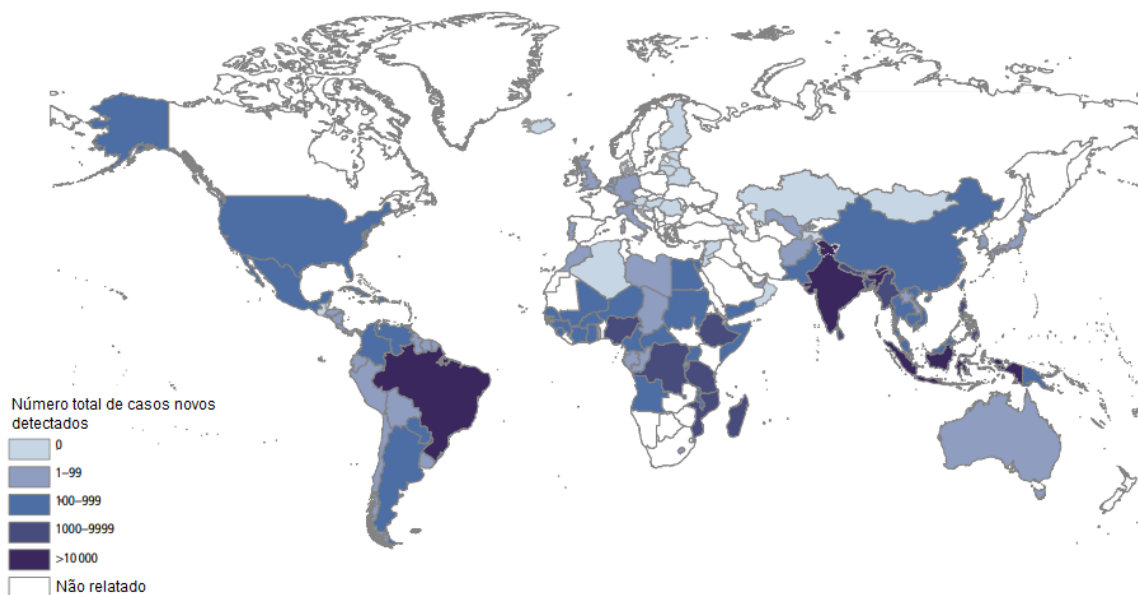 Número total de casos novos
detectados
0
1–99
100–999
1000–9999
>10 000
Não relatado